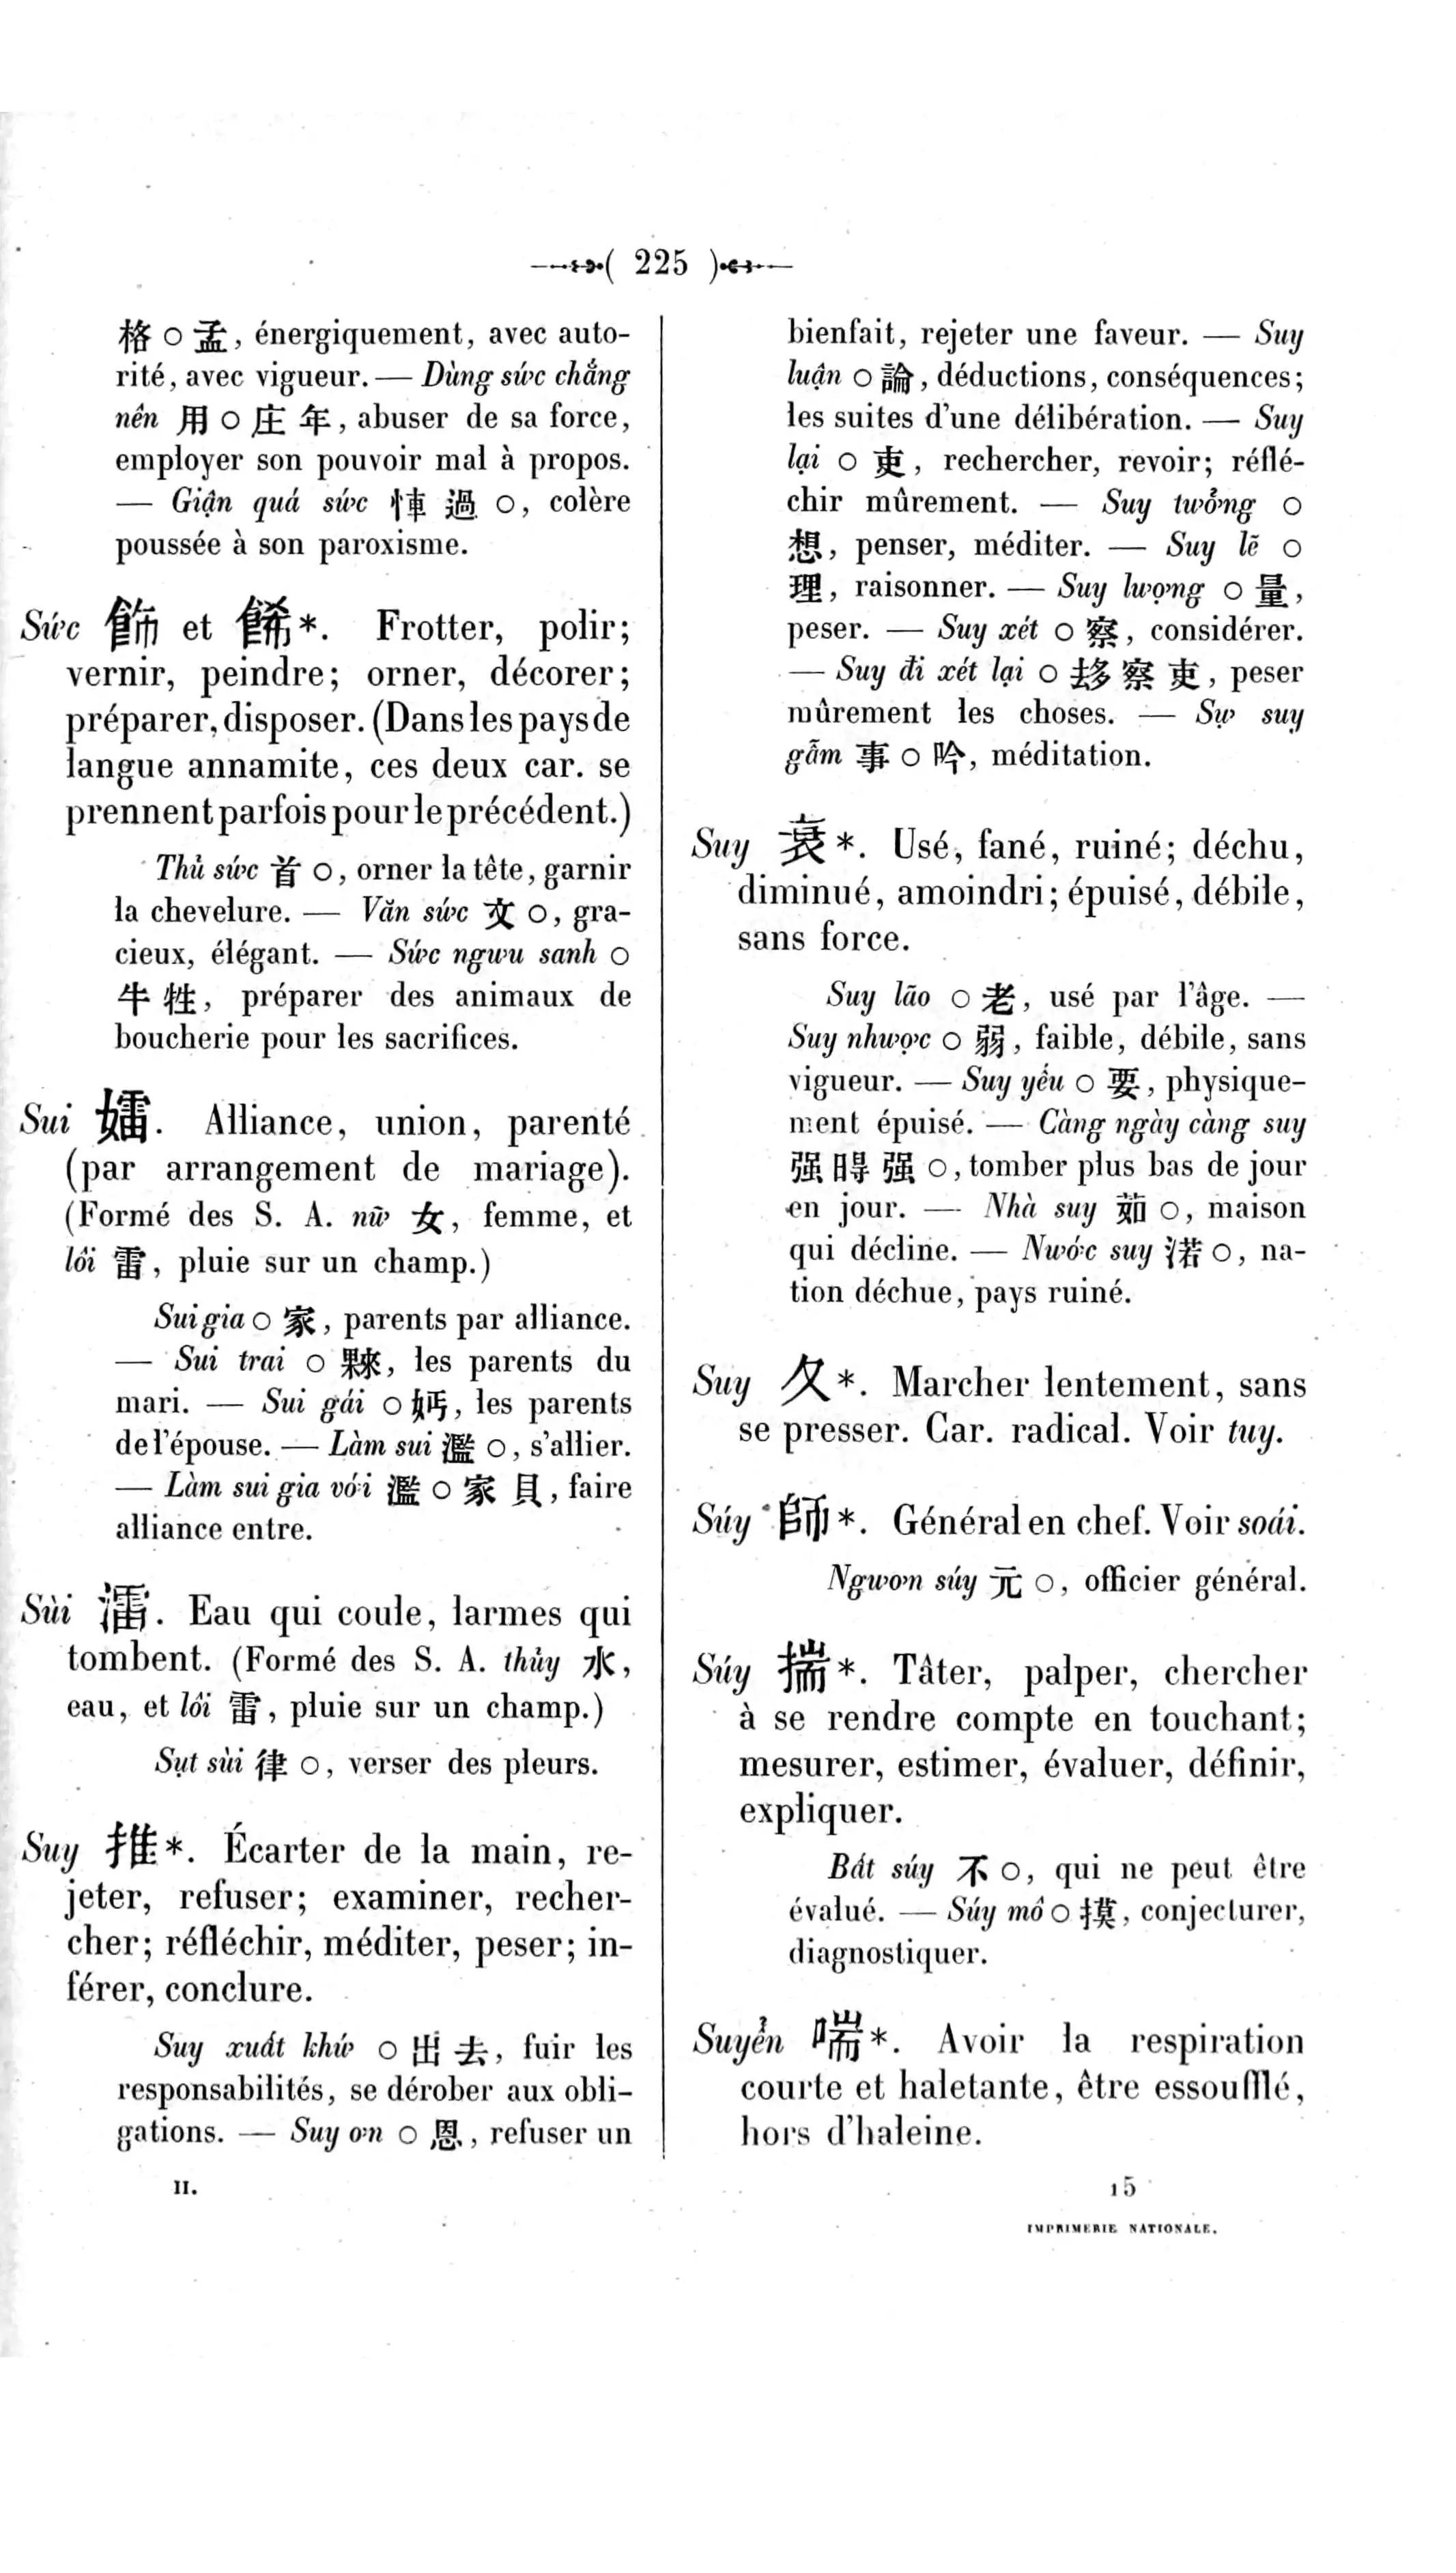 ( 225 )
格 ○ 孟, énergiquement, avec auto-
rité, avec vigueur. — Dùng sức chẳng
nên 用 ○ 庄 年, abuser de sa force,
employer son pouvoir mal à propos.
— Giận quá sức 㤴 過 ○, colère
poussée à son paroxisme.
Sức 飾 et 餙*. Frotter, polir;
vernir, peindre; orner, décorer;
préparer, disposer. (Dans les pays de
langue annamite, ces deux car. se
prennent parfois pour le précédent.)
Thủ sức 首 ○, orner la tête, garnir
la chevelure. — Văn sức 文 ○, gra-
cieux, élégant. — Sức ngưu sanh ○
牛 牲, préparer des animaux de
boucherie pour les sacrifices.
Sui 嬬. Alliance, union, parenté
(par arrangement de mariage).
(Formé des S. A. nữ 女, femme, et
lôi 雷, pluie sur un champ.)
Sui gia ○ 家, parents par alliance.
— Sui trai ○, les parents du
mari. — Sui gái ○ 妈, les parents
de l'épouse. — Làm sui 濫 ○, s'allier.
— Làm sui gia với 濫 ○ 家 貝, faire
alliance entre.
Sùi 㵢. Eau qui coule, larmes qui
tombent. (Formé des S. A. thủy 水,
eau, et lôi 雷, pluie sur un champ.)
Sụt sùi 律 ○, verser des pleurs.
Suy 推*. Écarter de la main, re-
jeter, refuser; examiner, recher-
cher; réfléchir, méditer, peser; in-
férer, conclure.
Suy xuất khứ ○ 出 去, fuir les
responsabilités, se dérober aux obli-
gations. — Suy ơn ○ 恩, refuser un
II.
bienfait, rejeter une faveur. — Suy
luận ○ 論, déductions, conséquences;
les suites d'une délibération. — Suy
lại ○ 吏, rechercher, revoir; réflé-
chir mûrement. — Suy tưởng ○
想, penser, méditer. — Suy lẽ ○
理, raisonner. — Suy lượng ○ 量,
peser. — Suy xét ○ 察, considérer.
— Suy đi xét lại ○ 𠫾 察 吏, peser
mûrement les choses. — Sự suy
gẫm 事 ○ 吟, méditation.
Suy 衰*. Usé, fané, ruiné; déchu,
diminué, amoindri; épuisé, débile,
sans force.
Suy lão ○ 老, usé par l'âge. —
Suy nhược ○ 弱, faible, débile, sans
vigueur. — Suy yếu ○ 要, physique-
ment épuisé. — Càng ngày càng suy
强 㝵 强 ○, tomber plus bas de jour
en jour. — Nhà suy 茹 ○, maison
qui décline. — Nước suy 渃 ○, na-
tion déchue, pays ruiné.
Suy 夂*. Marcher lentement, sans
se presser. Car. radical. Voir tuy.
Súy 帥*. Général en chef. Voir soái.
Ngươn súy 元 ○, officier général.
Súy 揣*. Tâter, palper, chercher
à se rendre compte en touchant;
mesurer, estimer, évaluer, définir,
expliquer.
Bất súy 不 ○, qui ne peut être
évalué. — Súy mô ○ 摸, conjecturer,
diagnostiquer.
Suyển 喘*. Avoir la respiration
courte et haletante, être essoufflé,
hors d'haleine.
15
IMPRIMERIE NATIONALE.